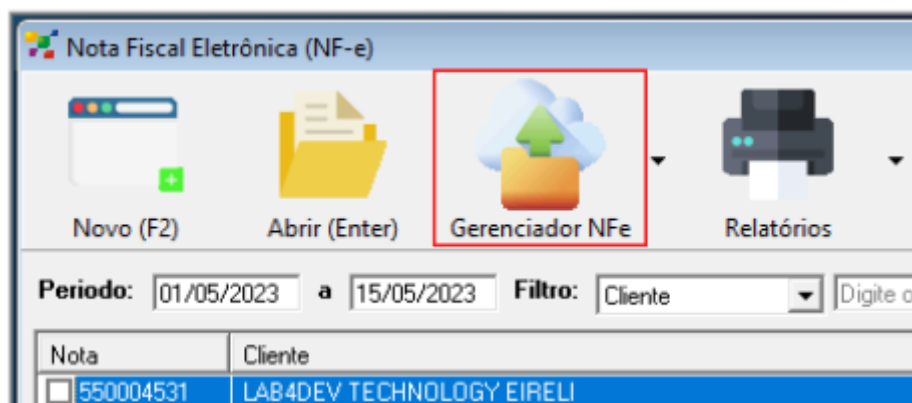 Nota Fiscal Eletrônica (NF-e)
Novo (F2) Abrir (Enter) Gerenciador NFe Relatórios
Periodo: 01/05/2023 a 15/05/2023 Filtro: Cliente Digite
Nota Cliente
550004531 LAB4DEV TECHNOLOGY EIRELI